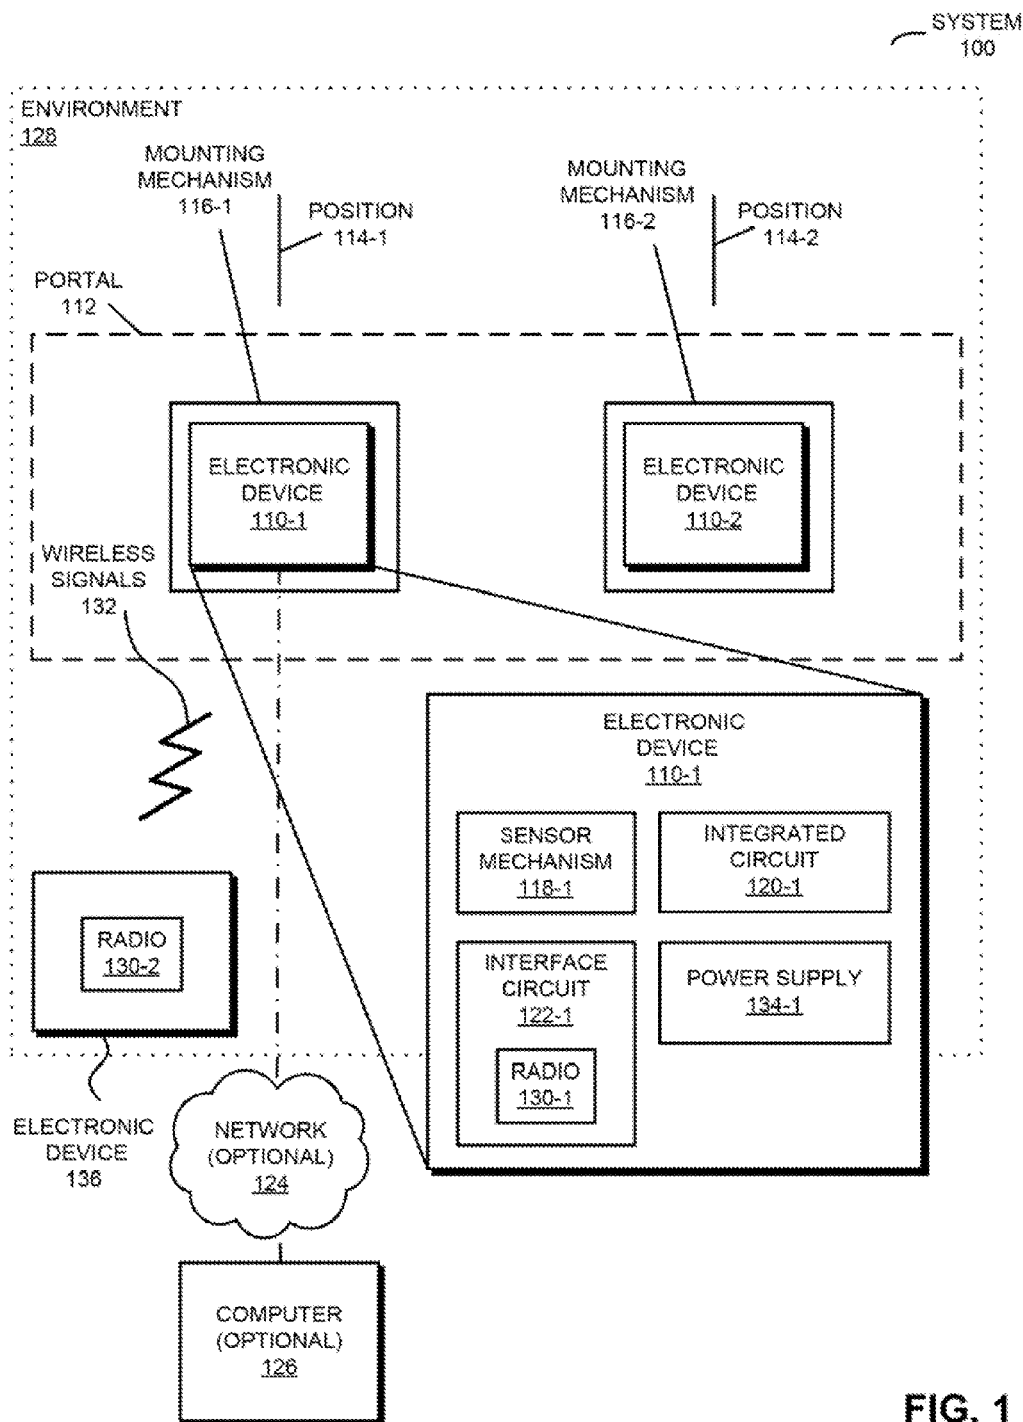 SYSTEM
100
ENVIRONMENT
128
MOUNTING
MECHANISM
116-1
POSITION
114-1
MOUNTING
MECHANISM
116-2
POSITION
114-2
PORTAL
112
ELECTRONIC
DEVICE
110-1
ELECTRONIC
DEVICE
110-2
WIRELESS
SIGNALS
132
ELECTRONIC
DEVICE
110-1
SENSOR
MECHANISM
118-1
INTEGRATED
CIRCUIT
120-1
RADIO
130-2
INTERFACE
CIRCUIT
122-1
POWER SUPPLY
134-1
RADIO
130-1
ELECTRONIC
DEVICE
136
NETWORK
(OPTIONAL)
124
COMPUTER
(OPTIONAL)
126
FIG. 1